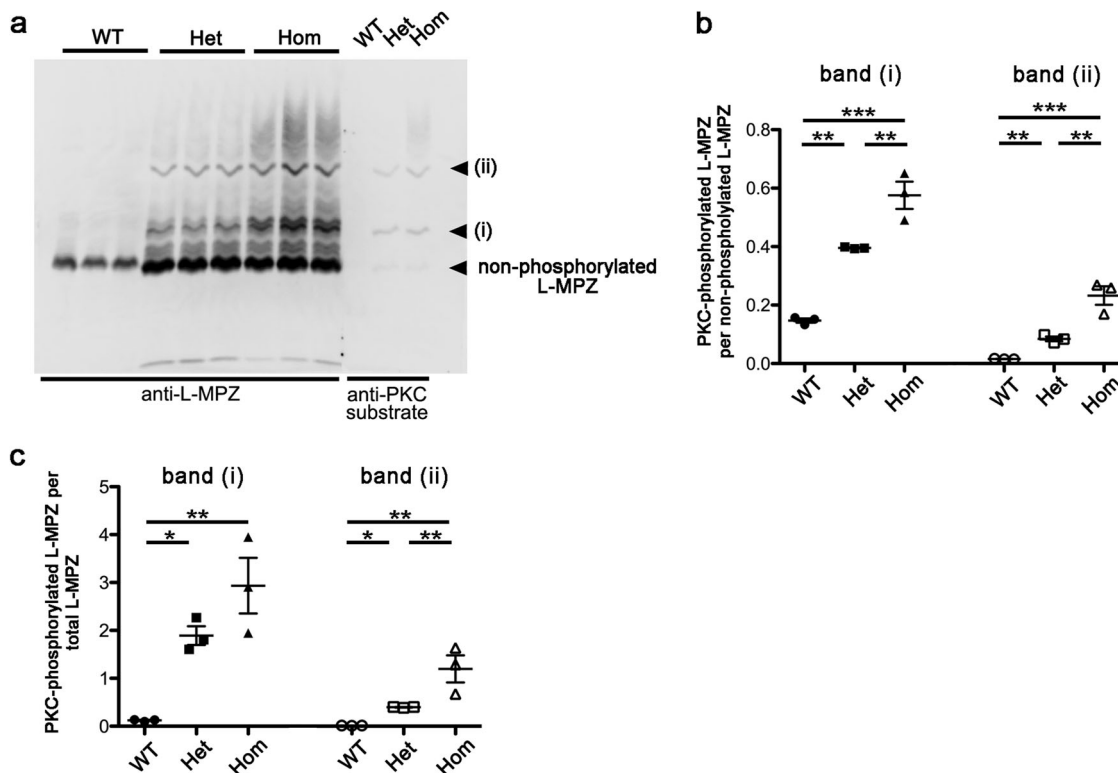 a
WT Het Hom WT Het Hom
(ii)
(i)
non-phosphorylated
L-MPZ
anti-L-MPZ anti-PKC
substrate
b
band (i) band (ii)
*** ***
** ** ** **
PKC-phosphorylated L-MPZ
per non-pholylated L-MPZ
0.8
0.6
0.4
0.2
0.0
WT Het Hom WT Het Hom
c
band (i) band (ii)
** **
* * **
PKC-phosphorylated L-MPZ per
total L-MPZ
5
4
3
2
1
0
WT Het Hom WT Het Hom